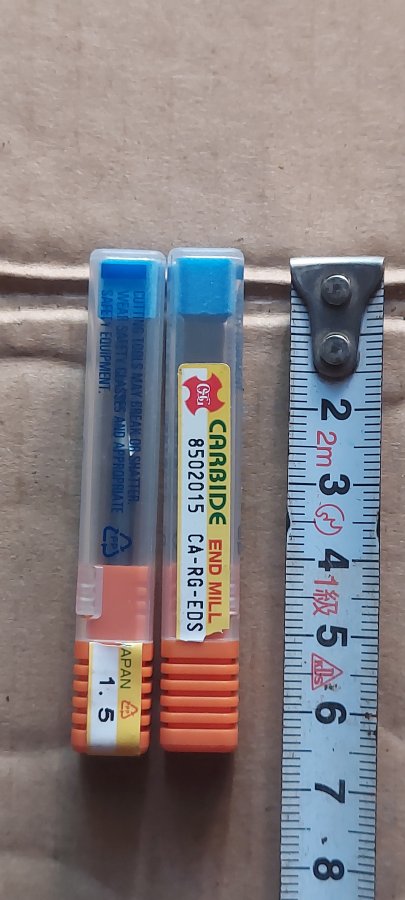 CUTTING TOOLS MAY BREAK OR SHATTER.
WEAR SAFETY GLASSES AND APPROPRIATE
SAFETY EQUIPMENT.
PP
JAPAN
1.5
OSG
CARBIDE END MILL
8502015 CA-RG-EDS
2
2m
3
4
1級
5
6
7
8